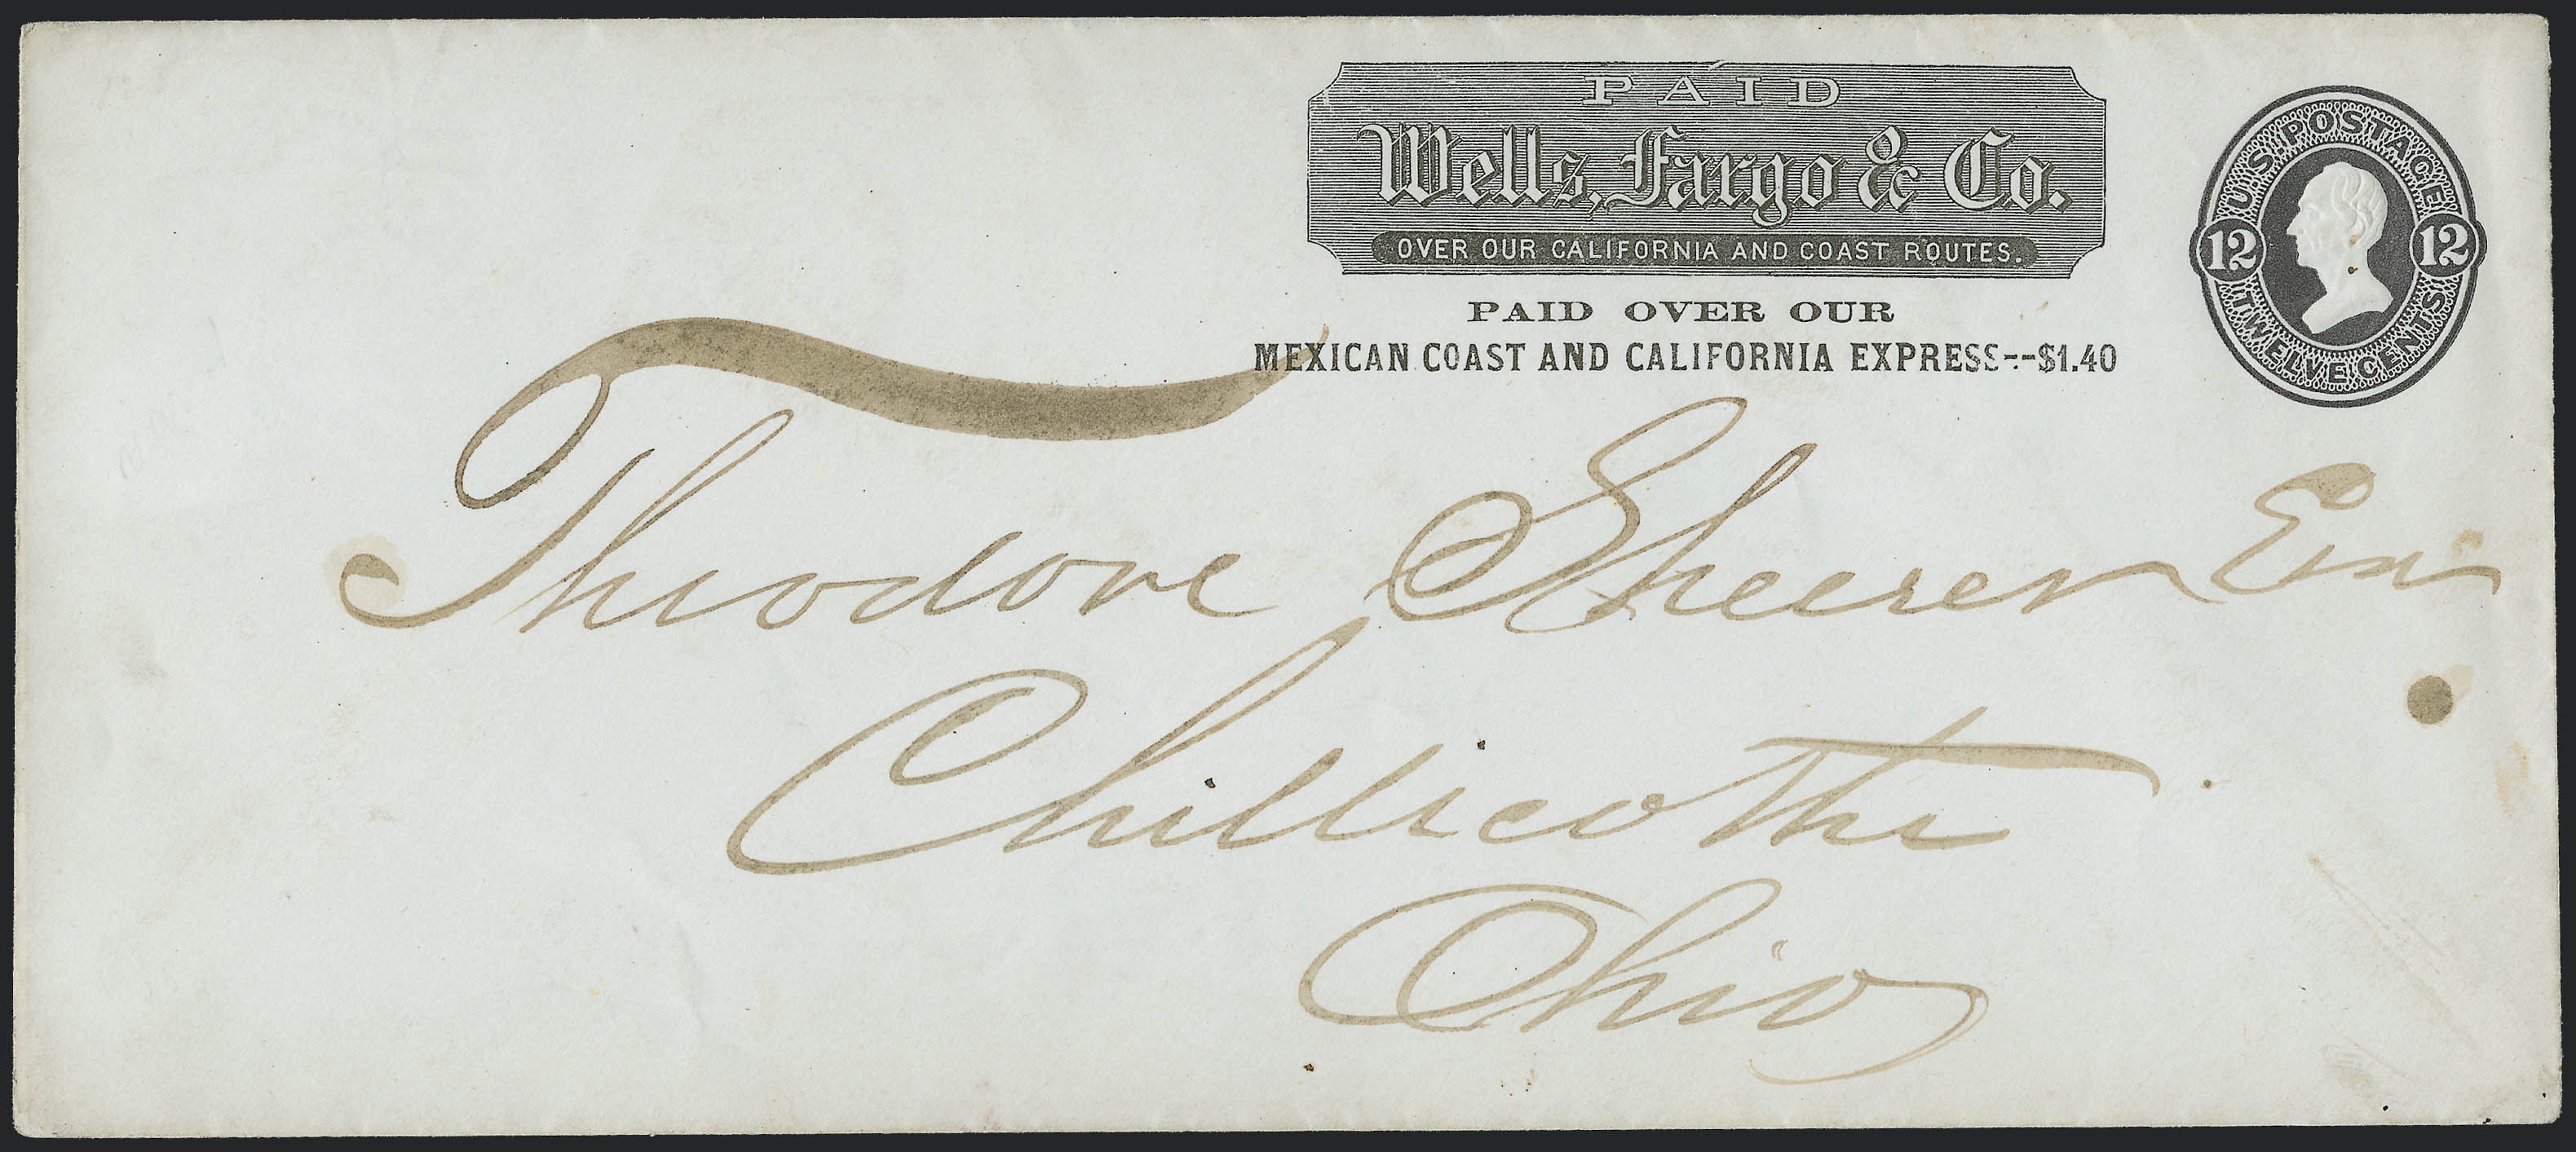 PAID
Wells, Fargo & Co.
OVER OUR CALIFORNIA AND COAST ROUTES.
PAID OVER OUR
MEXICAN COAST AND CALIFORNIA EXPRESS--$1.40
U.S. POSTAGE
12 12
TWELVE CENTS
Theodore Sheerer
Chillicothe
Ohio